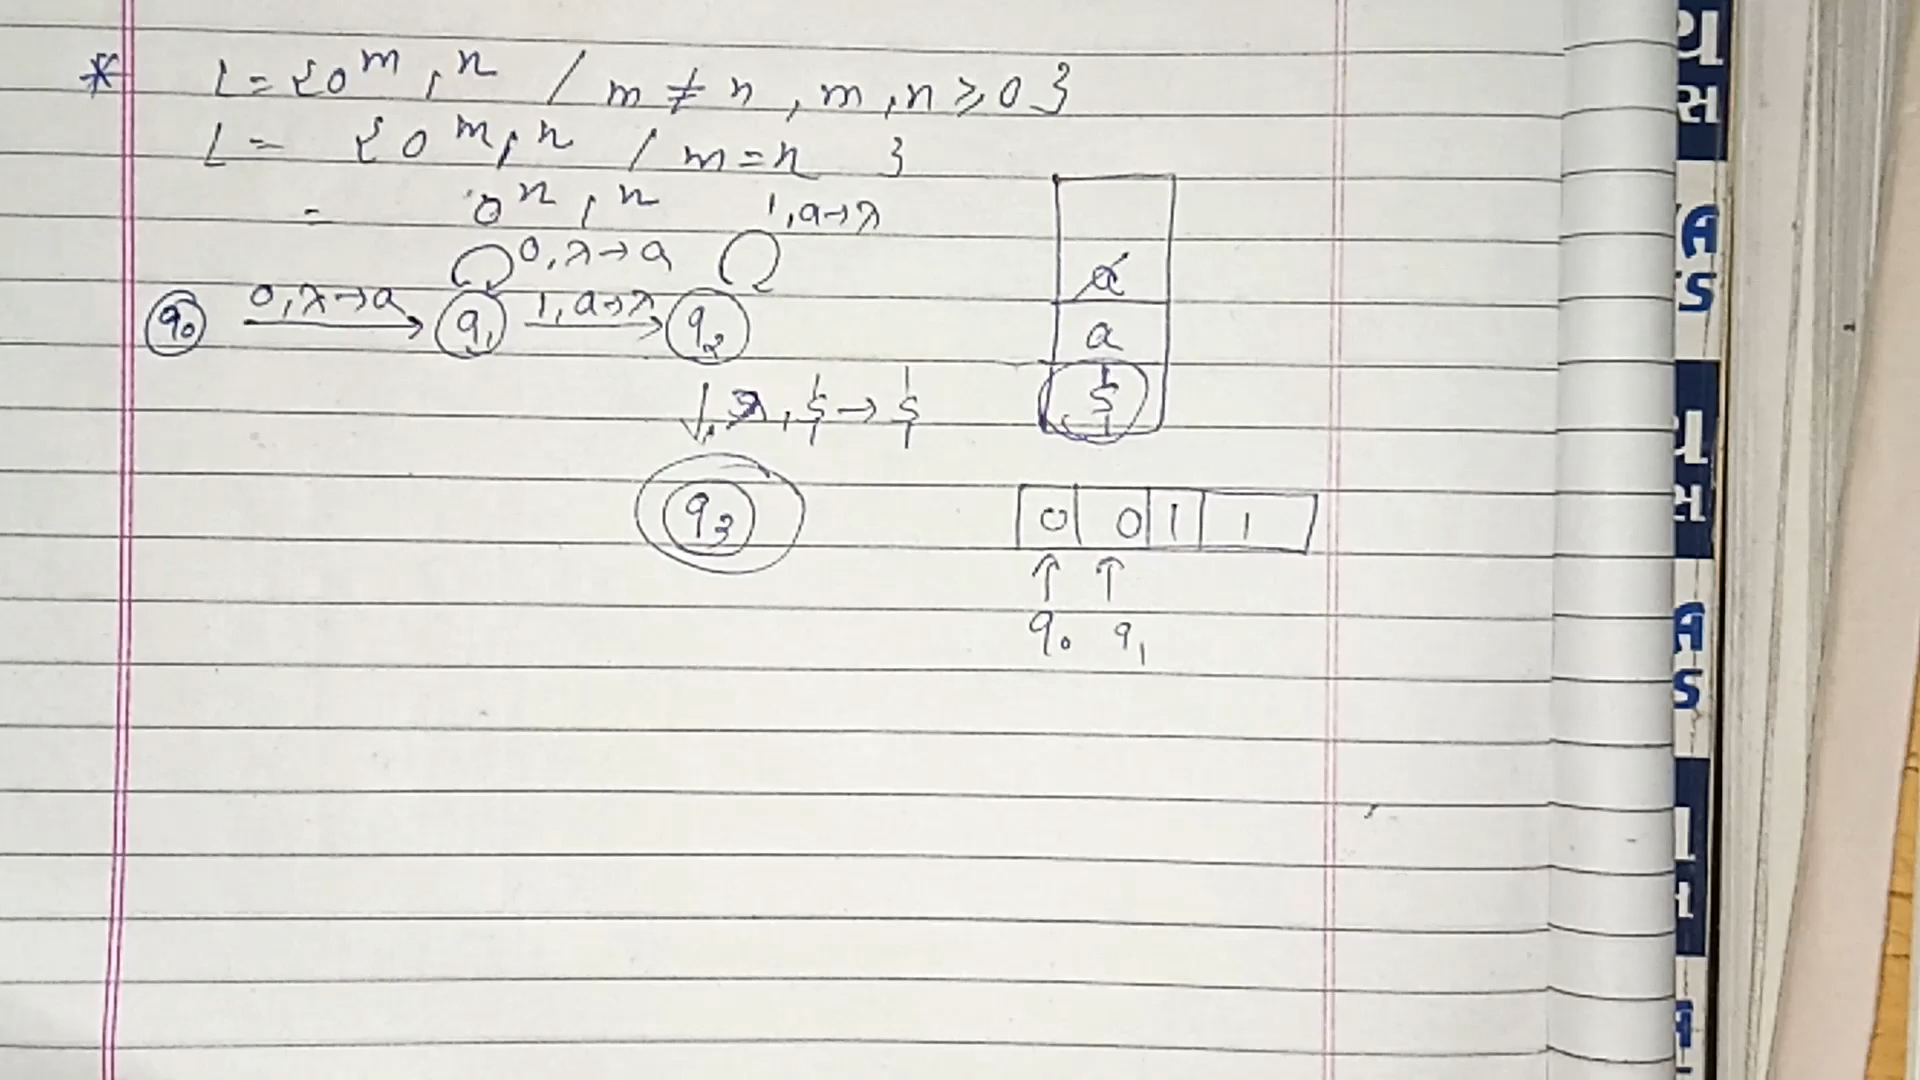 * L = {0^m 1^n / m ≠ n, m, n ≥ 0}
L = {0^m 1^n / m = n }
= 0^n 1^n
1, a → λ
0, λ → a
q0 0, λ → a q1 1, a → λ q2
λ, $ → $
q3
a
a
$
0 0 1 1
q0 q1
A
S
A
S